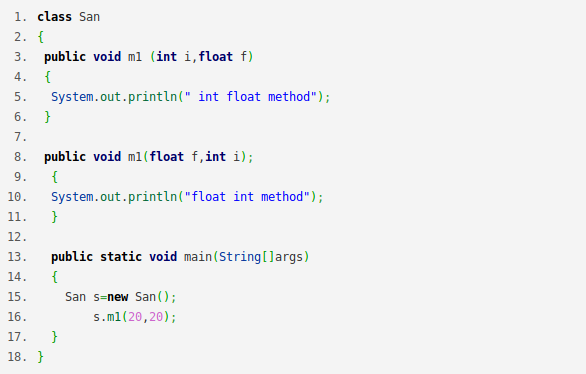 1. class San
2. {
3. public void m1 (int i,float f)
4. {
5. System.out.println(" int float method");
6. }
7.
8. public void m1(float f,int i);
9. {
10. System.out.println("float int method");
11. }
12.
13. public static void main(String[]args)
14. {
15. San s=new San();
16. s.m1(20,20);
17. }
18. }